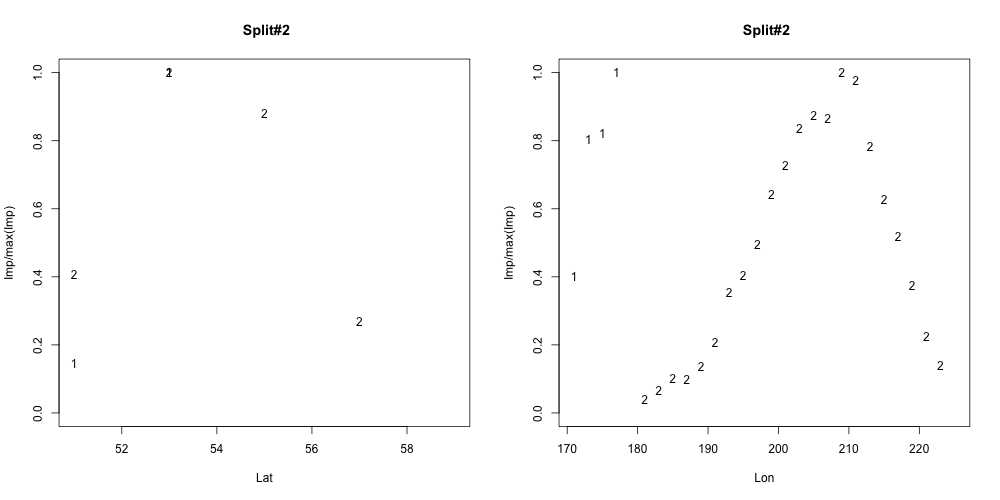 Split#2
Imp/max(Imp)
0.0 0.2 0.4 0.6 0.8 1.0
1 2
2
2
2
1
52 54 56 58
Lat
Split#2
Imp/max(Imp)
0.0 0.2 0.4 0.6 0.8 1.0
1 1 1 1
2 2 2 2 2 2 2 2 2 2 2 2 2 2 2 2 2 2 2 2 2 2
170 180 190 200 210 220
Lon